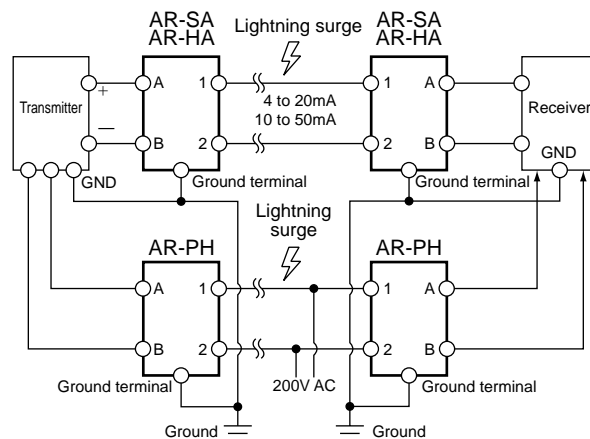 AR-SA
AR-HA
Lightning surge
AR-SA
AR-HA
Transmitter
+
−
A
B
1
2
4 to 20mA
10 to 50mA
1
2
A
B
Receiver
GND
GND
Ground terminal
Ground terminal
Lightning
surge
AR-PH
AR-PH
A
B
1
2
1
2
A
B
Ground terminal
200V AC
Ground terminal
Ground
Ground